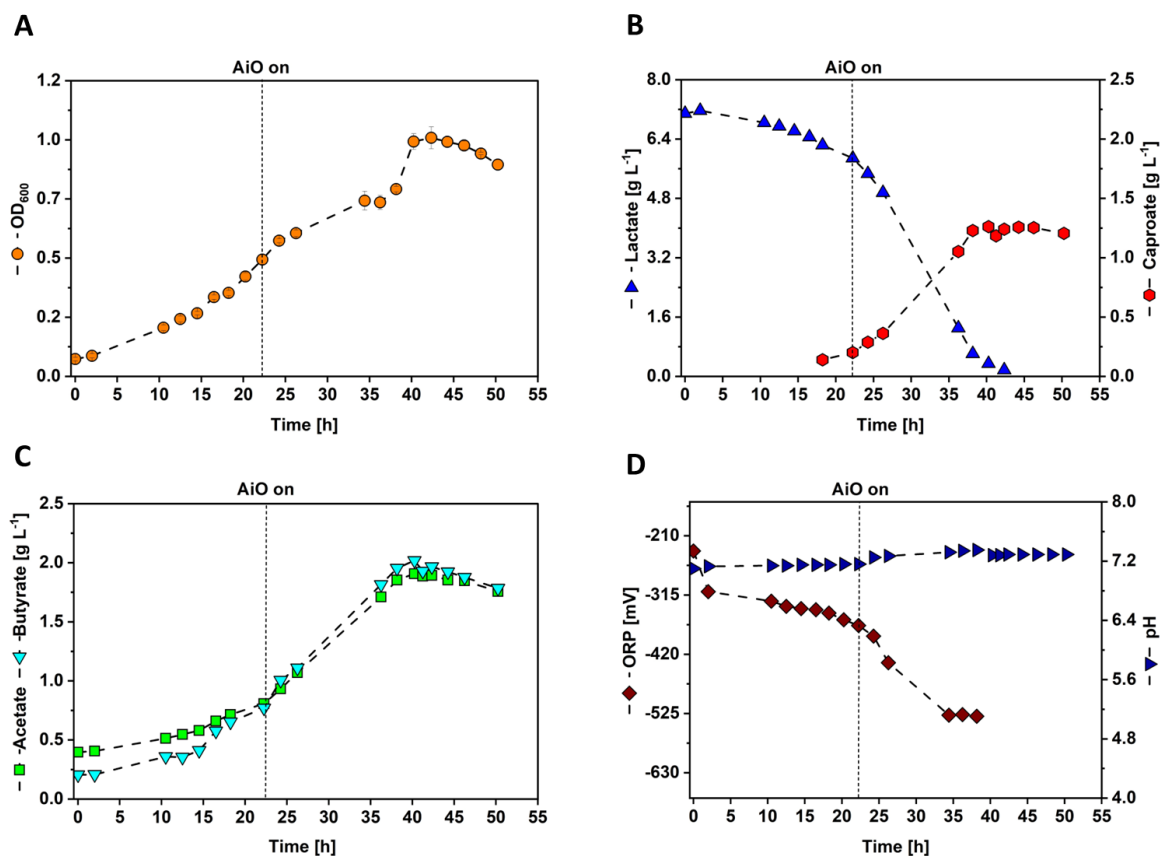 A
AiO on
1.2
1.0
0.7
0.5
0.2
0.0
- OD600
0 5 10 15 20 25 30 35 40 45 50 55
Time [h]
B
AiO on
8.0
6.4
4.8
3.2
1.6
0.0
- Lactate [g L-1]
2.5
2.0
1.5
1.0
0.5
0.0
Caproate [g L-1]
0 5 10 15 20 25 30 35 40 45 50 55
Time [h]
C
AiO on
2.5
2.0
1.5
1.0
0.5
0.0
-Acetate -Butyrate [g L-1]
0 5 10 15 20 25 30 35 40 45 50 55
Time [h]
D
AiO on
-210
-315
-420
-525
-630
- ORP [mV]
8.0
7.2
6.4
5.6
4.8
4.0
- pH
0 5 10 15 20 25 30 35 40 45 50 55
Time [h]